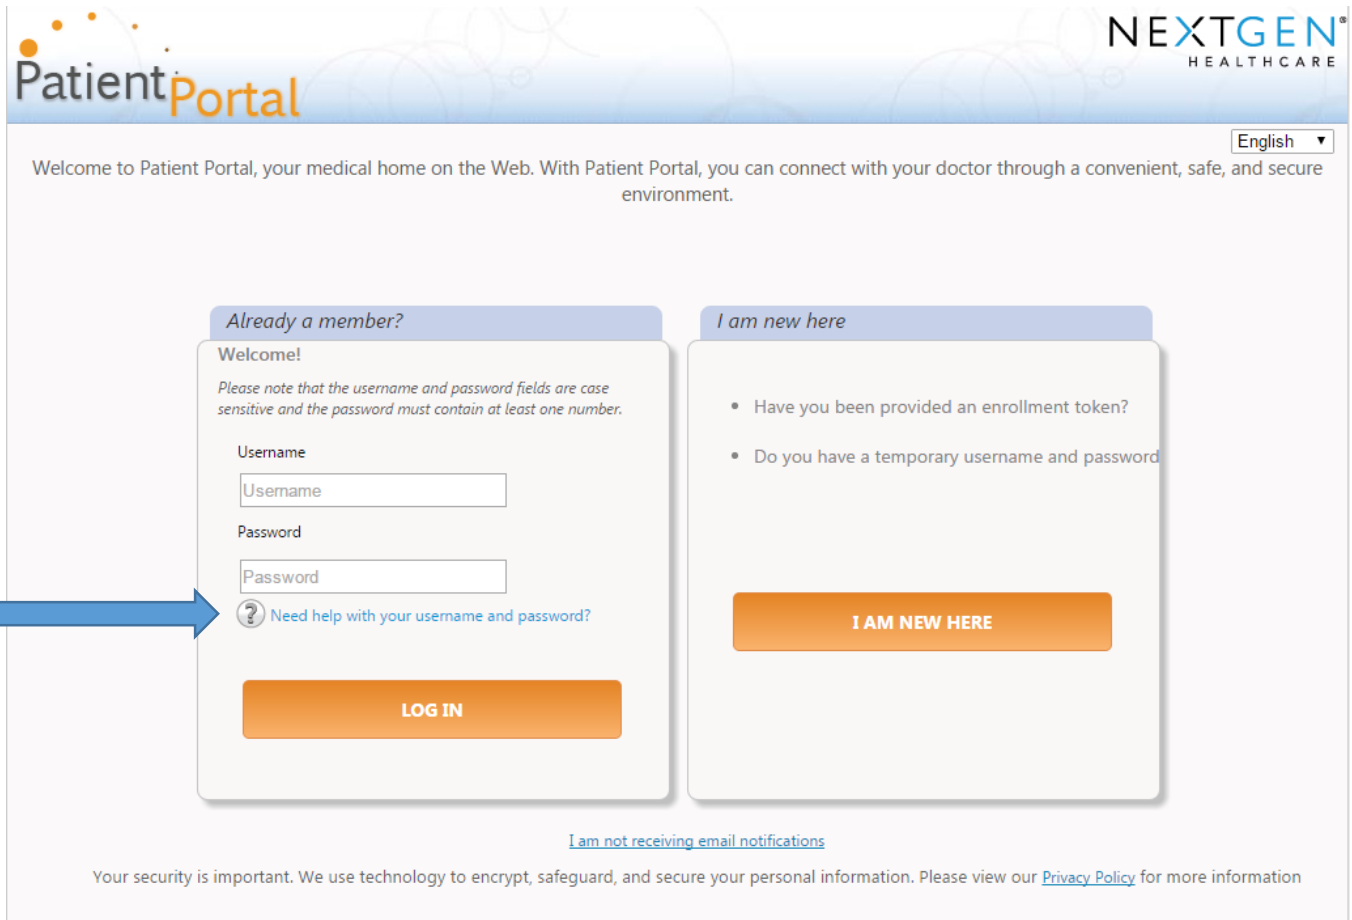 PatientPortal
NEXTGEN®
HEALTHCARE
English
Welcome to Patient Portal, your medical home on the Web. With Patient Portal, you can connect with your doctor through a convenient, safe, and secure
environment.
Already a member?
Welcome!
Please note that the username and password fields are case
sensitive and the password must contain at least one number.
Username
Username
Password
Password
? Need help with your username and password?
LOG IN
I am new here
• Have you been provided an enrollment token?
• Do you have a temporary username and password
I AM NEW HERE
I am not receiving email notifications
Your security is important. We use technology to encrypt, safeguard, and secure your personal information. Please view our Privacy Policy for more information